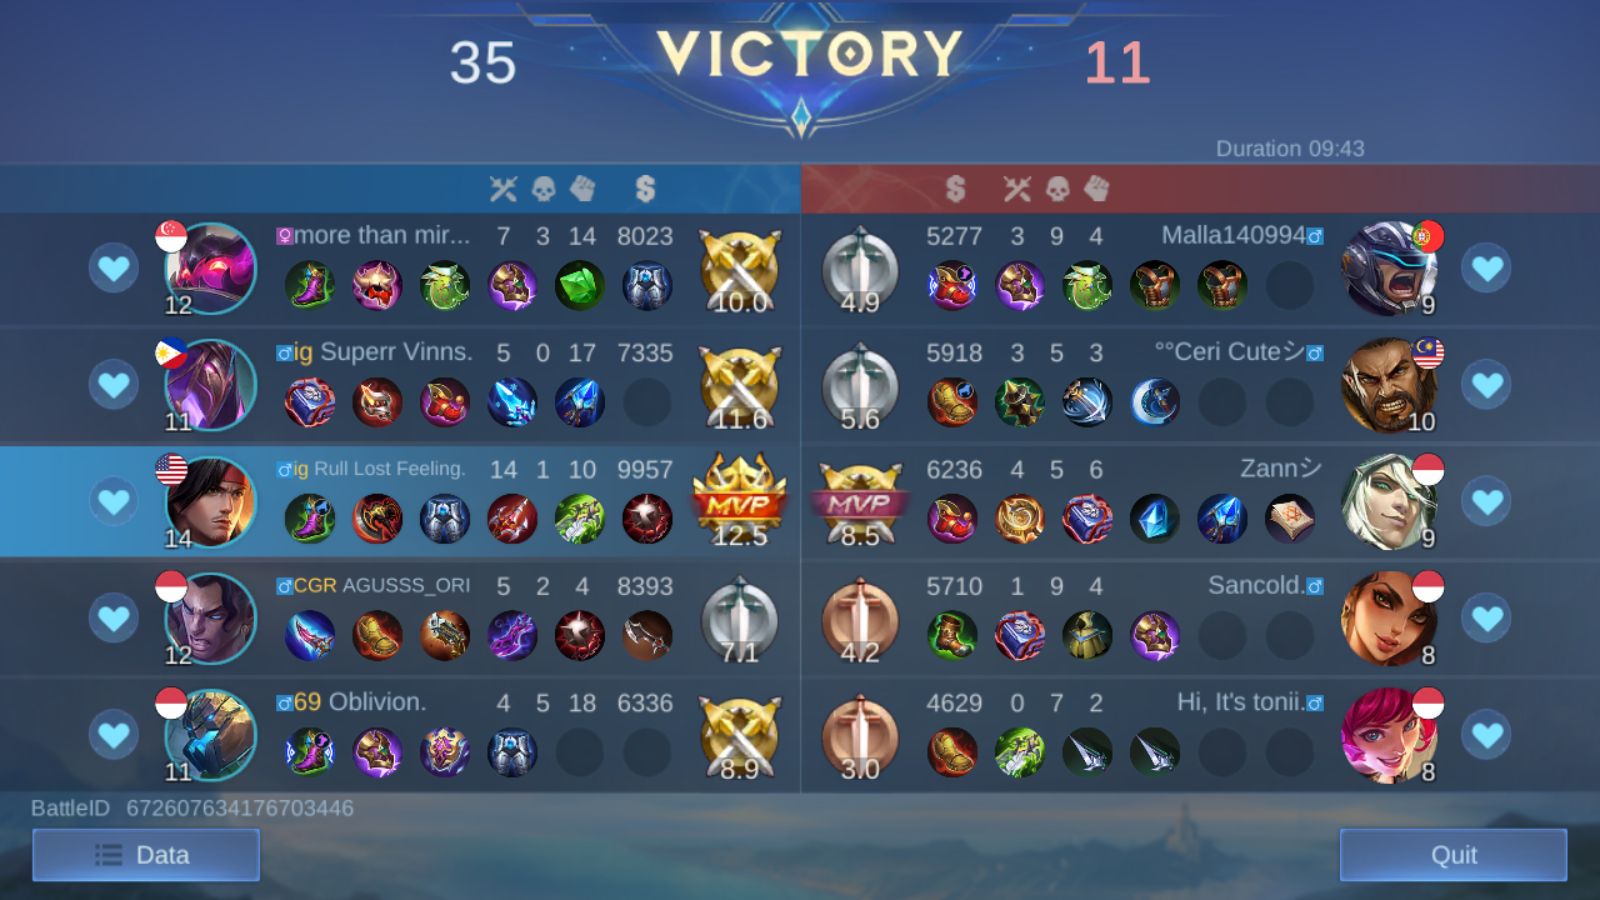 35 VICTORY 11
Duration 09:43
more than mir... 7 3 14 8023
12 10.0
ig Superr Vinns. 5 0 17 7335
11 11.6
ig Rull Lost Feeling. 14 1 10 9957
MVP
14 12.5
CGR AGUSSS_ORI 5 2 4 8393
12 7.1
69 Oblivion. 4 5 18 6336
11 8.9
5277 3 9 4 Malla140994
4.9 9
5918 3 5 3 °°Ceri Cuteシ
5.6 10
6236 4 5 6 Zannシ
MVP
8.5 9
5710 1 9 4 Sancold.
4.2 8
4629 0 7 2 Hi, It's tonii.
3.0 8
BattleID 672607634176703446
Data
Quit